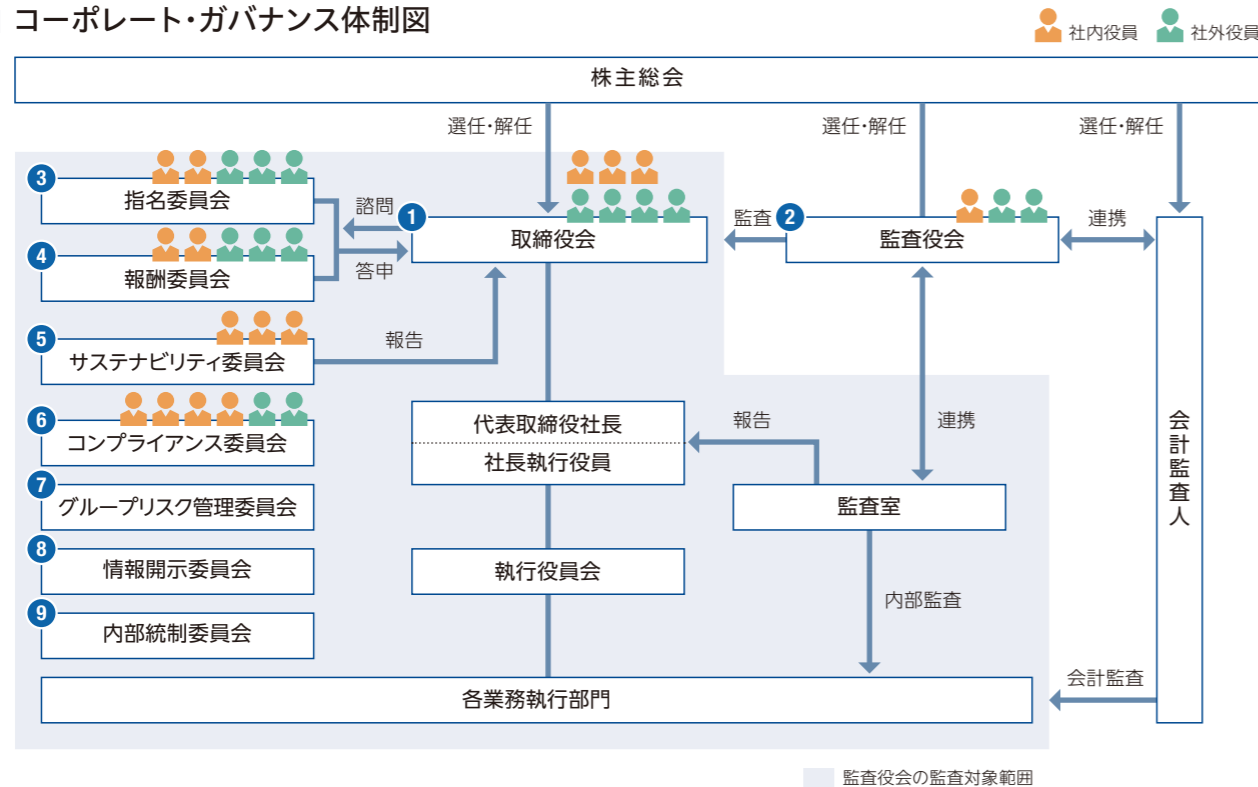 コーポレート・ガバナンス体制図
社内役員 社外役員
株主総会
選任・解任 選任・解任 選任・解任
3
指名委員会
諮問
1
取締役会
監査
2
監査役会
連携
4
報酬委員会
答申
5
サステナビリティ委員会
報告
6
コンプライアンス委員会
代表取締役社長
社長執行役員
報告
連携
会計監査人
7
グループリスク管理委員会
監査室
8
情報開示委員会
執行役員会
内部監査
9
内部統制委員会
各業務執行部門
会計監査
監査役会の監査対象範囲